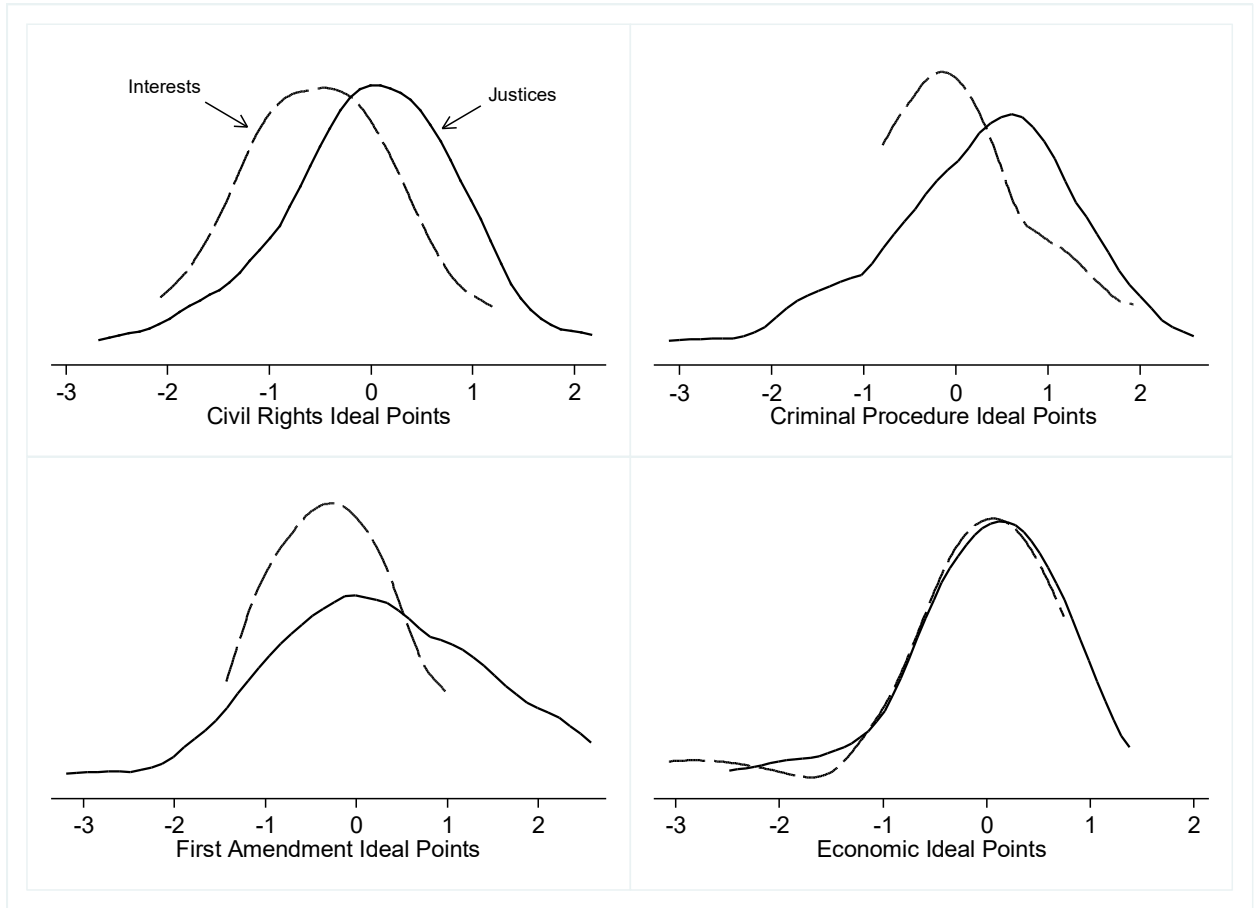 Interests
Justices
-3 -2 -1 0 1 2
Civil Rights Ideal Points
-3 -2 -1 0 1 2
Criminal Procedure Ideal Points
-3 -2 -1 0 1 2
First Amendment Ideal Points
-3 -2 -1 0 1 2
Economic Ideal Points